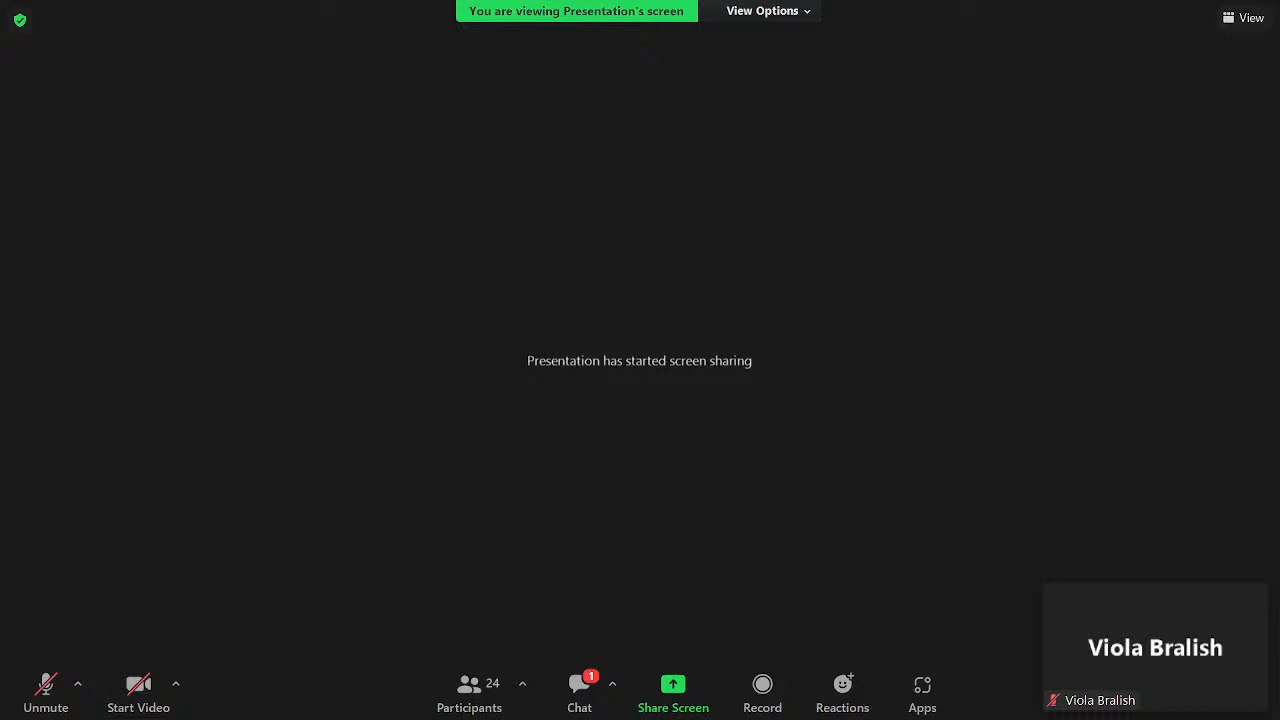 You are viewing Presentation's screen
View Options
View
Presentation has started screen sharing
Viola Bralish
Viola Bralish
Unmute
Start Video
24
Participants
1
Chat
Share Screen
Record
Reactions
Apps